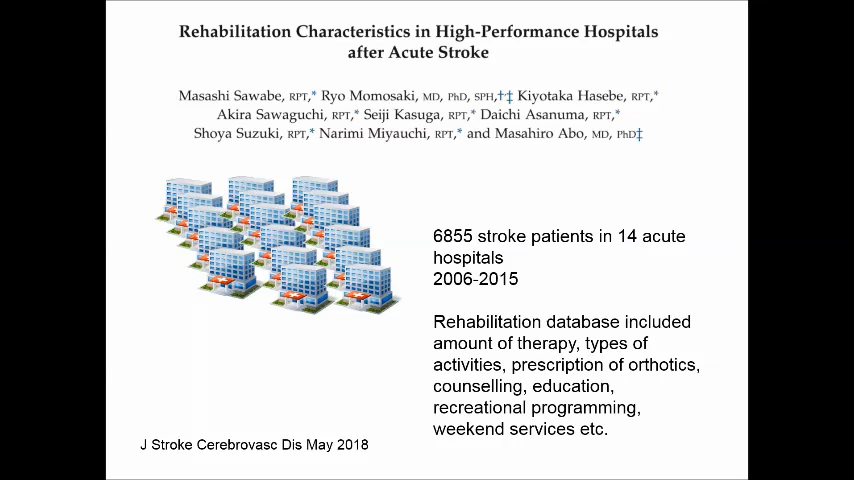 Rehabilitation Characteristics in High-Performance Hospitals
after Acute Stroke
Masashi Sawabe, RPT,* Ryo Momosaki, MD, PhD, SPH,†‡ Kiyotaka Hasebe, RPT,*
Akira Sawaguchi, RPT,* Seiji Kasuga, RPT,* Daichi Asanuma, RPT,*
Shoya Suzuki, RPT,* Narimi Miyauchi, RPT,* and Masahiro Abo, MD, PhD‡
6855 stroke patients in 14 acute
hospitals
2006-2015
Rehabilitation database included
amount of therapy, types of
activities, prescription of orthotics,
counselling, education,
recreational programming,
weekend services etc.
J Stroke Cerebrovasc Dis May 2018